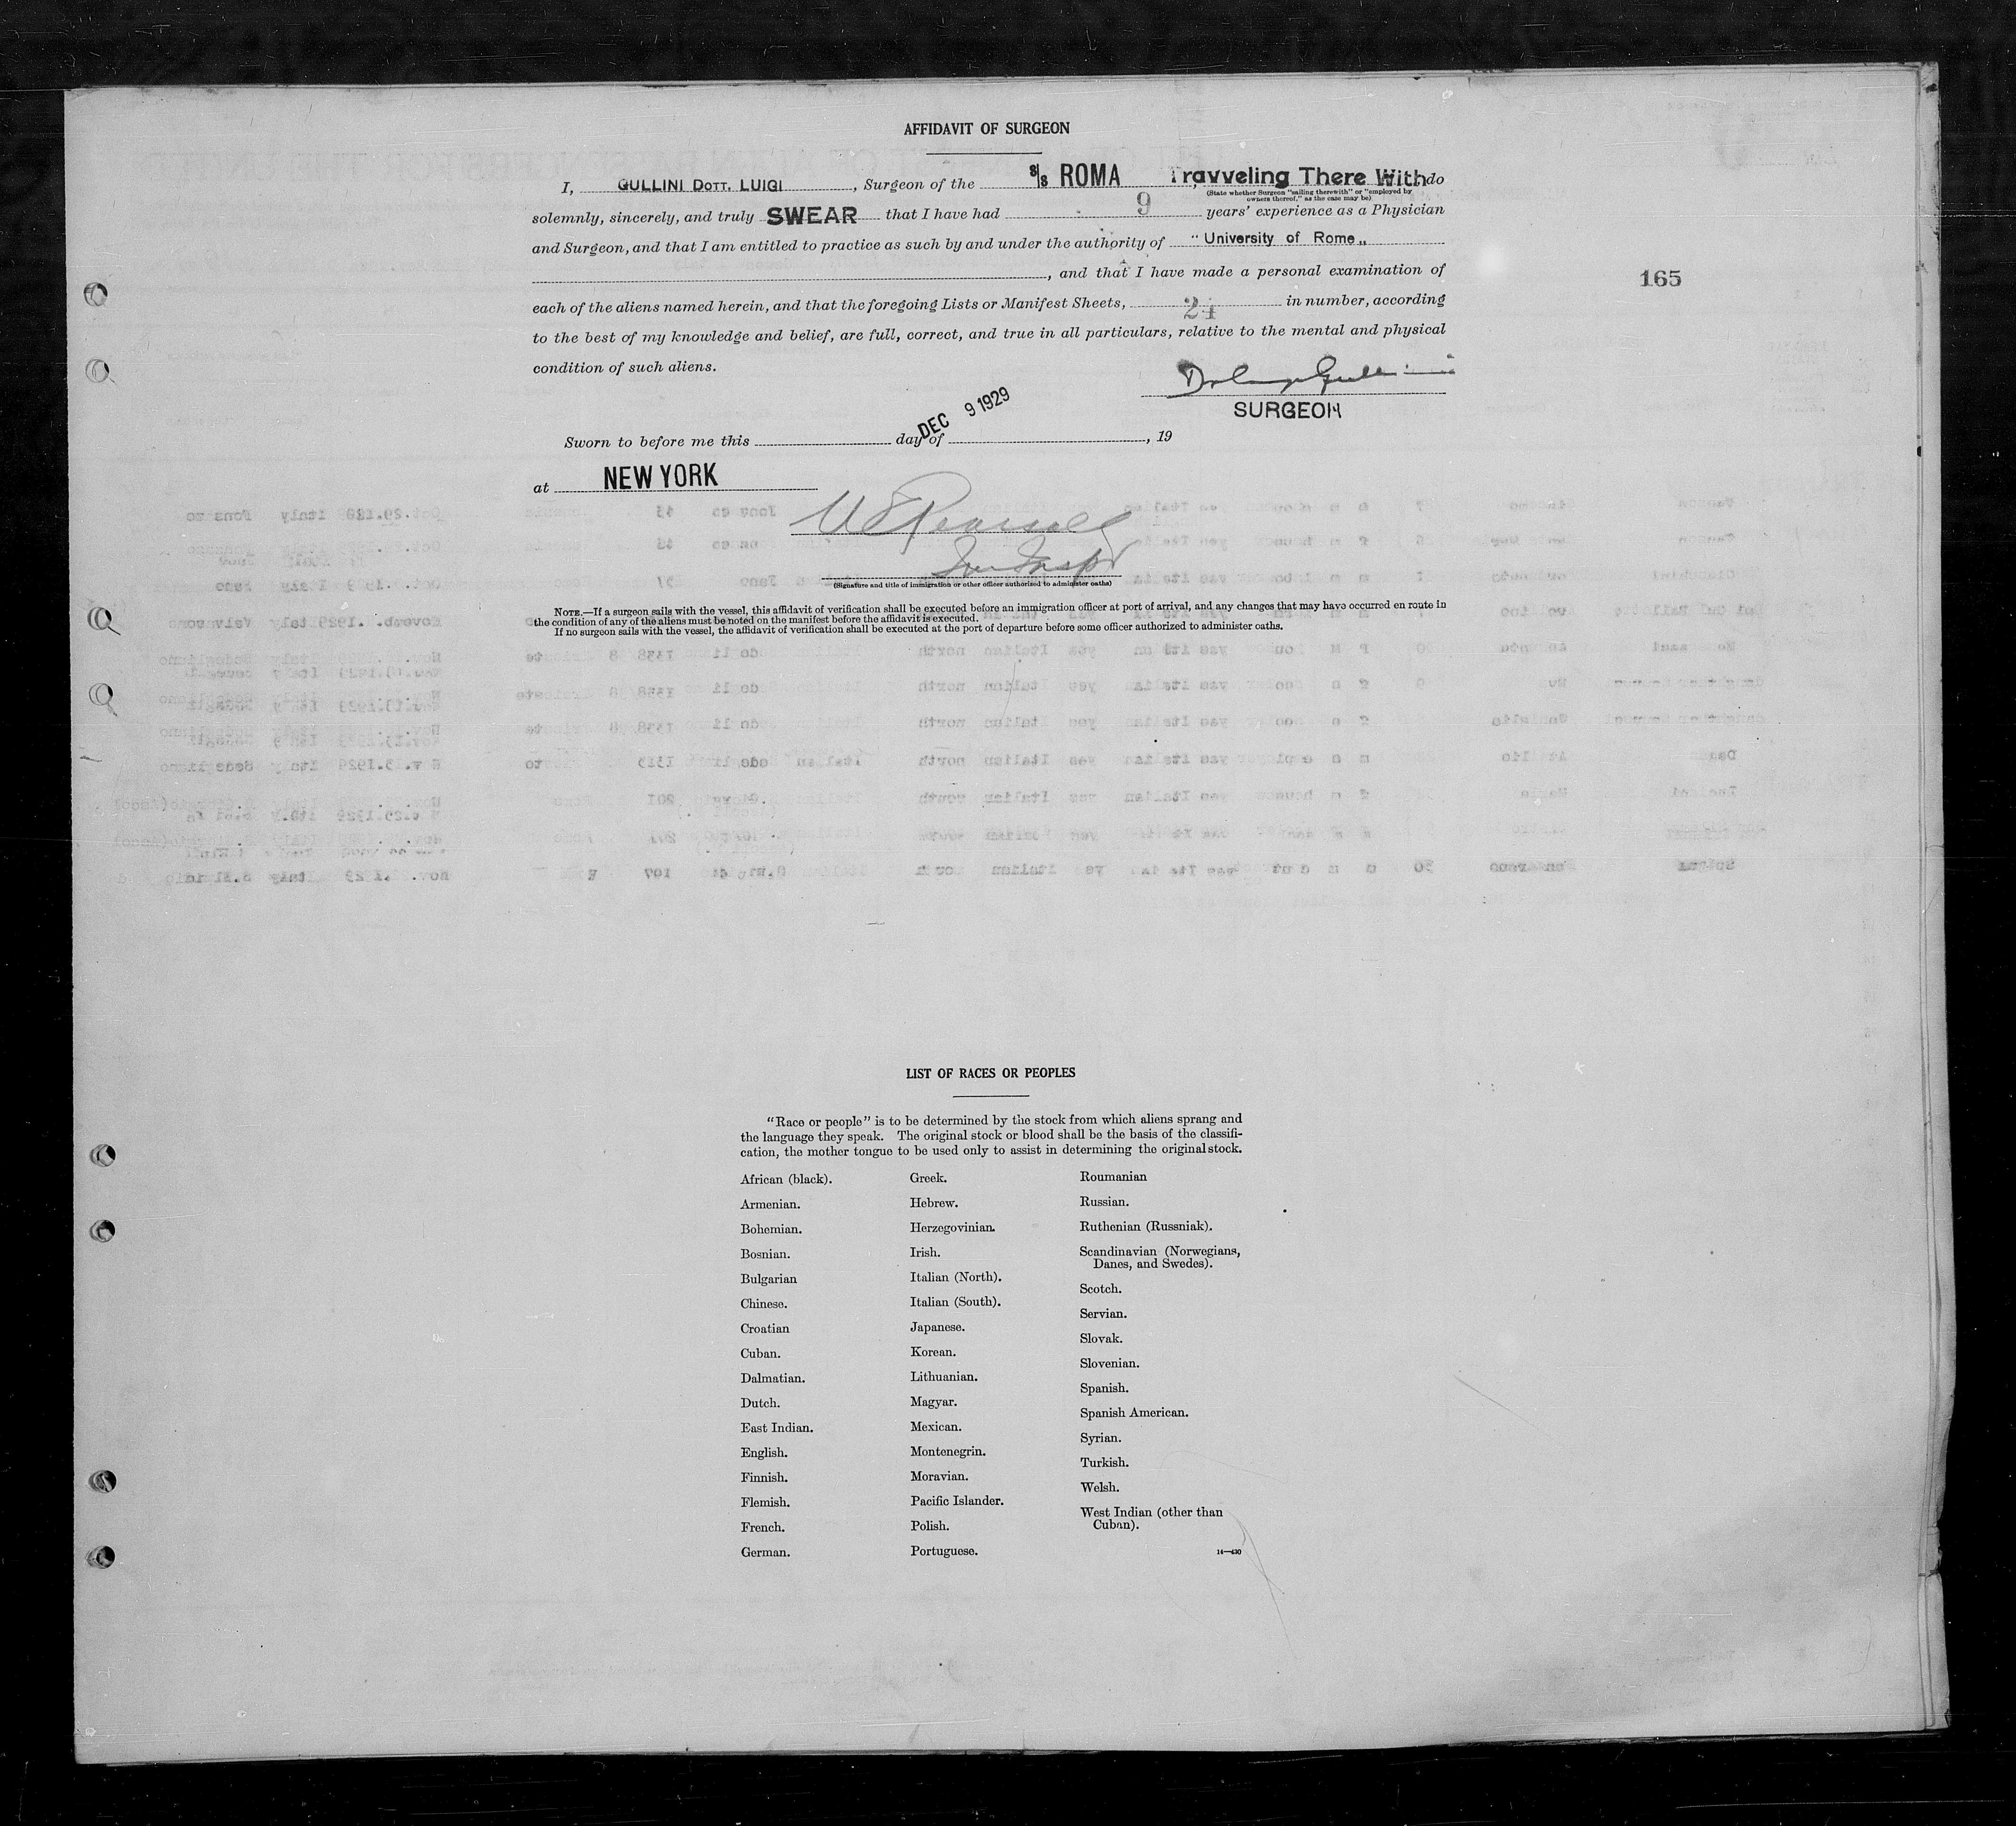 AFFIDAVIT OF SURGEON
I, GULLINI DOTT. LUIGI, Surgeon of the S/S ROMA Travveling There With do
(State whether Surgeon "sailing therewith" or "employed by
owners thereof," as the case may be)
solemnly, sincerely, and truly SWEAR that I have had 9 years' experience as a Physician
and Surgeon, and that I am entitled to practice as such by and under the authority of "University of Rome„
, and that I have made a personal examination of
165
each of the aliens named herein, and that the foregoing Lists or Manifest Sheets, 24 in number, according
to the best of my knowledge and belief, are full, correct, and true in all particulars, relative to the mental and physical
condition of such aliens.
SURGEON
Sworn to before me this day of DEC 9 1929, 19
at NEW YORK
(Signature and title of immigration or other officer authorized to administer oaths)
NOTE.—If a surgeon sails with the vessel, this affidavit of verification shall be executed before an immigration officer at port of arrival, and any changes that may have occurred en route in
the condition of any of the aliens must be noted on the manifest before the affidavit is executed.
If no surgeon sails with the vessel, the affidavit of verification shall be executed at the port of departure before some officer authorized to administer oaths.
LIST OF RACES OR PEOPLES
"Race or people" is to be determined by the stock from which aliens sprang and
the language they speak. The original stock or blood shall be the basis of the classifi-
cation, the mother tongue to be used only to assist in determining the original stock.
African (black).
Armenian.
Bohemian.
Bosnian.
Bulgarian
Chinese.
Croatian
Cuban.
Dalmatian.
Dutch.
East Indian.
English.
Finnish.
Flemish.
French.
German.
Greek.
Hebrew.
Herzegovinian.
Irish.
Italian (North).
Italian (South).
Japanese.
Korean.
Lithuanian.
Magyar.
Mexican.
Montenegrin.
Moravian.
Pacific Islander.
Polish.
Portuguese.
Roumanian
Russian.
Ruthenian (Russniak).
Scandinavian (Norwegians,
Danes, and Swedes).
Scotch.
Servian.
Slovak.
Slovenian.
Spanish.
Spanish American.
Syrian.
Turkish.
Welsh.
West Indian (other than
Cuban).
14—430